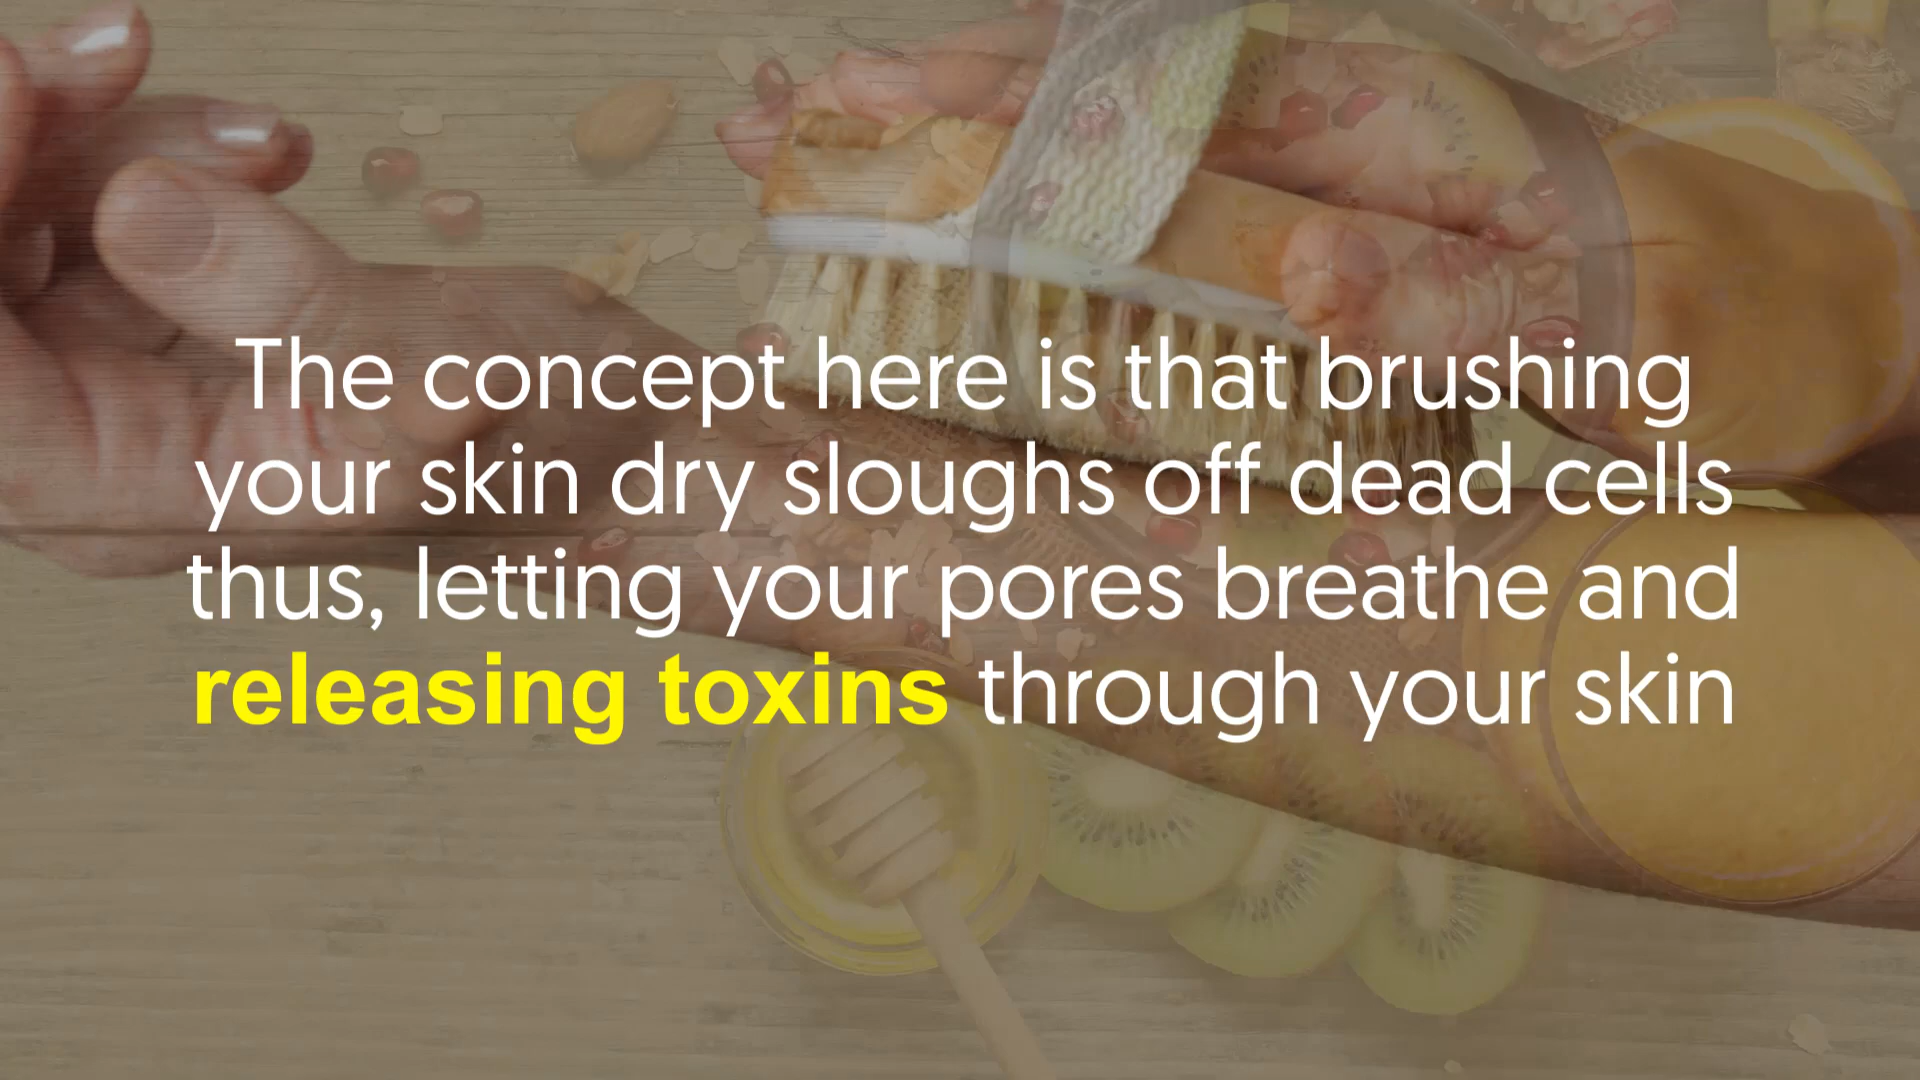 The concept here is that brushing
your skin dry sloughs off dead cells
thus, letting your pores breathe and
releasing toxins through your skin